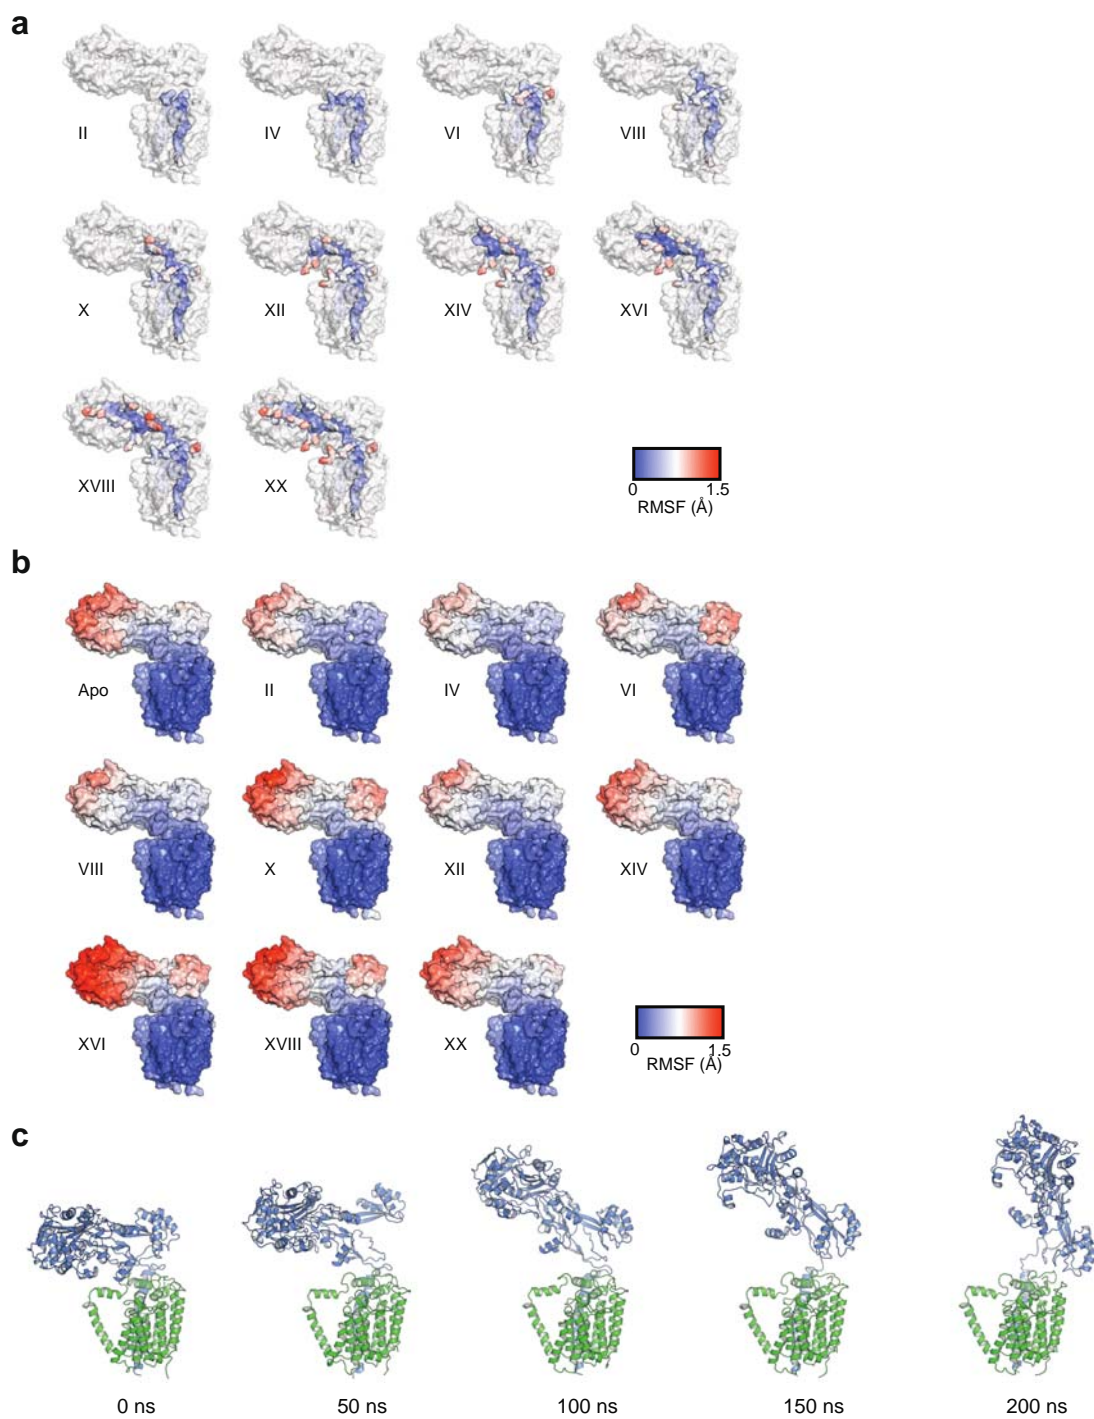 a
II IV VI VIII
X XII XIV XVI
XVIII XX
0 1.5
RMSF (Å)
b
Apo II IV VI
VIII X XII XIV
XVI XVIII XX
0 1.5
RMSF (Å)
c
0 ns 50 ns 100 ns 150 ns 200 ns